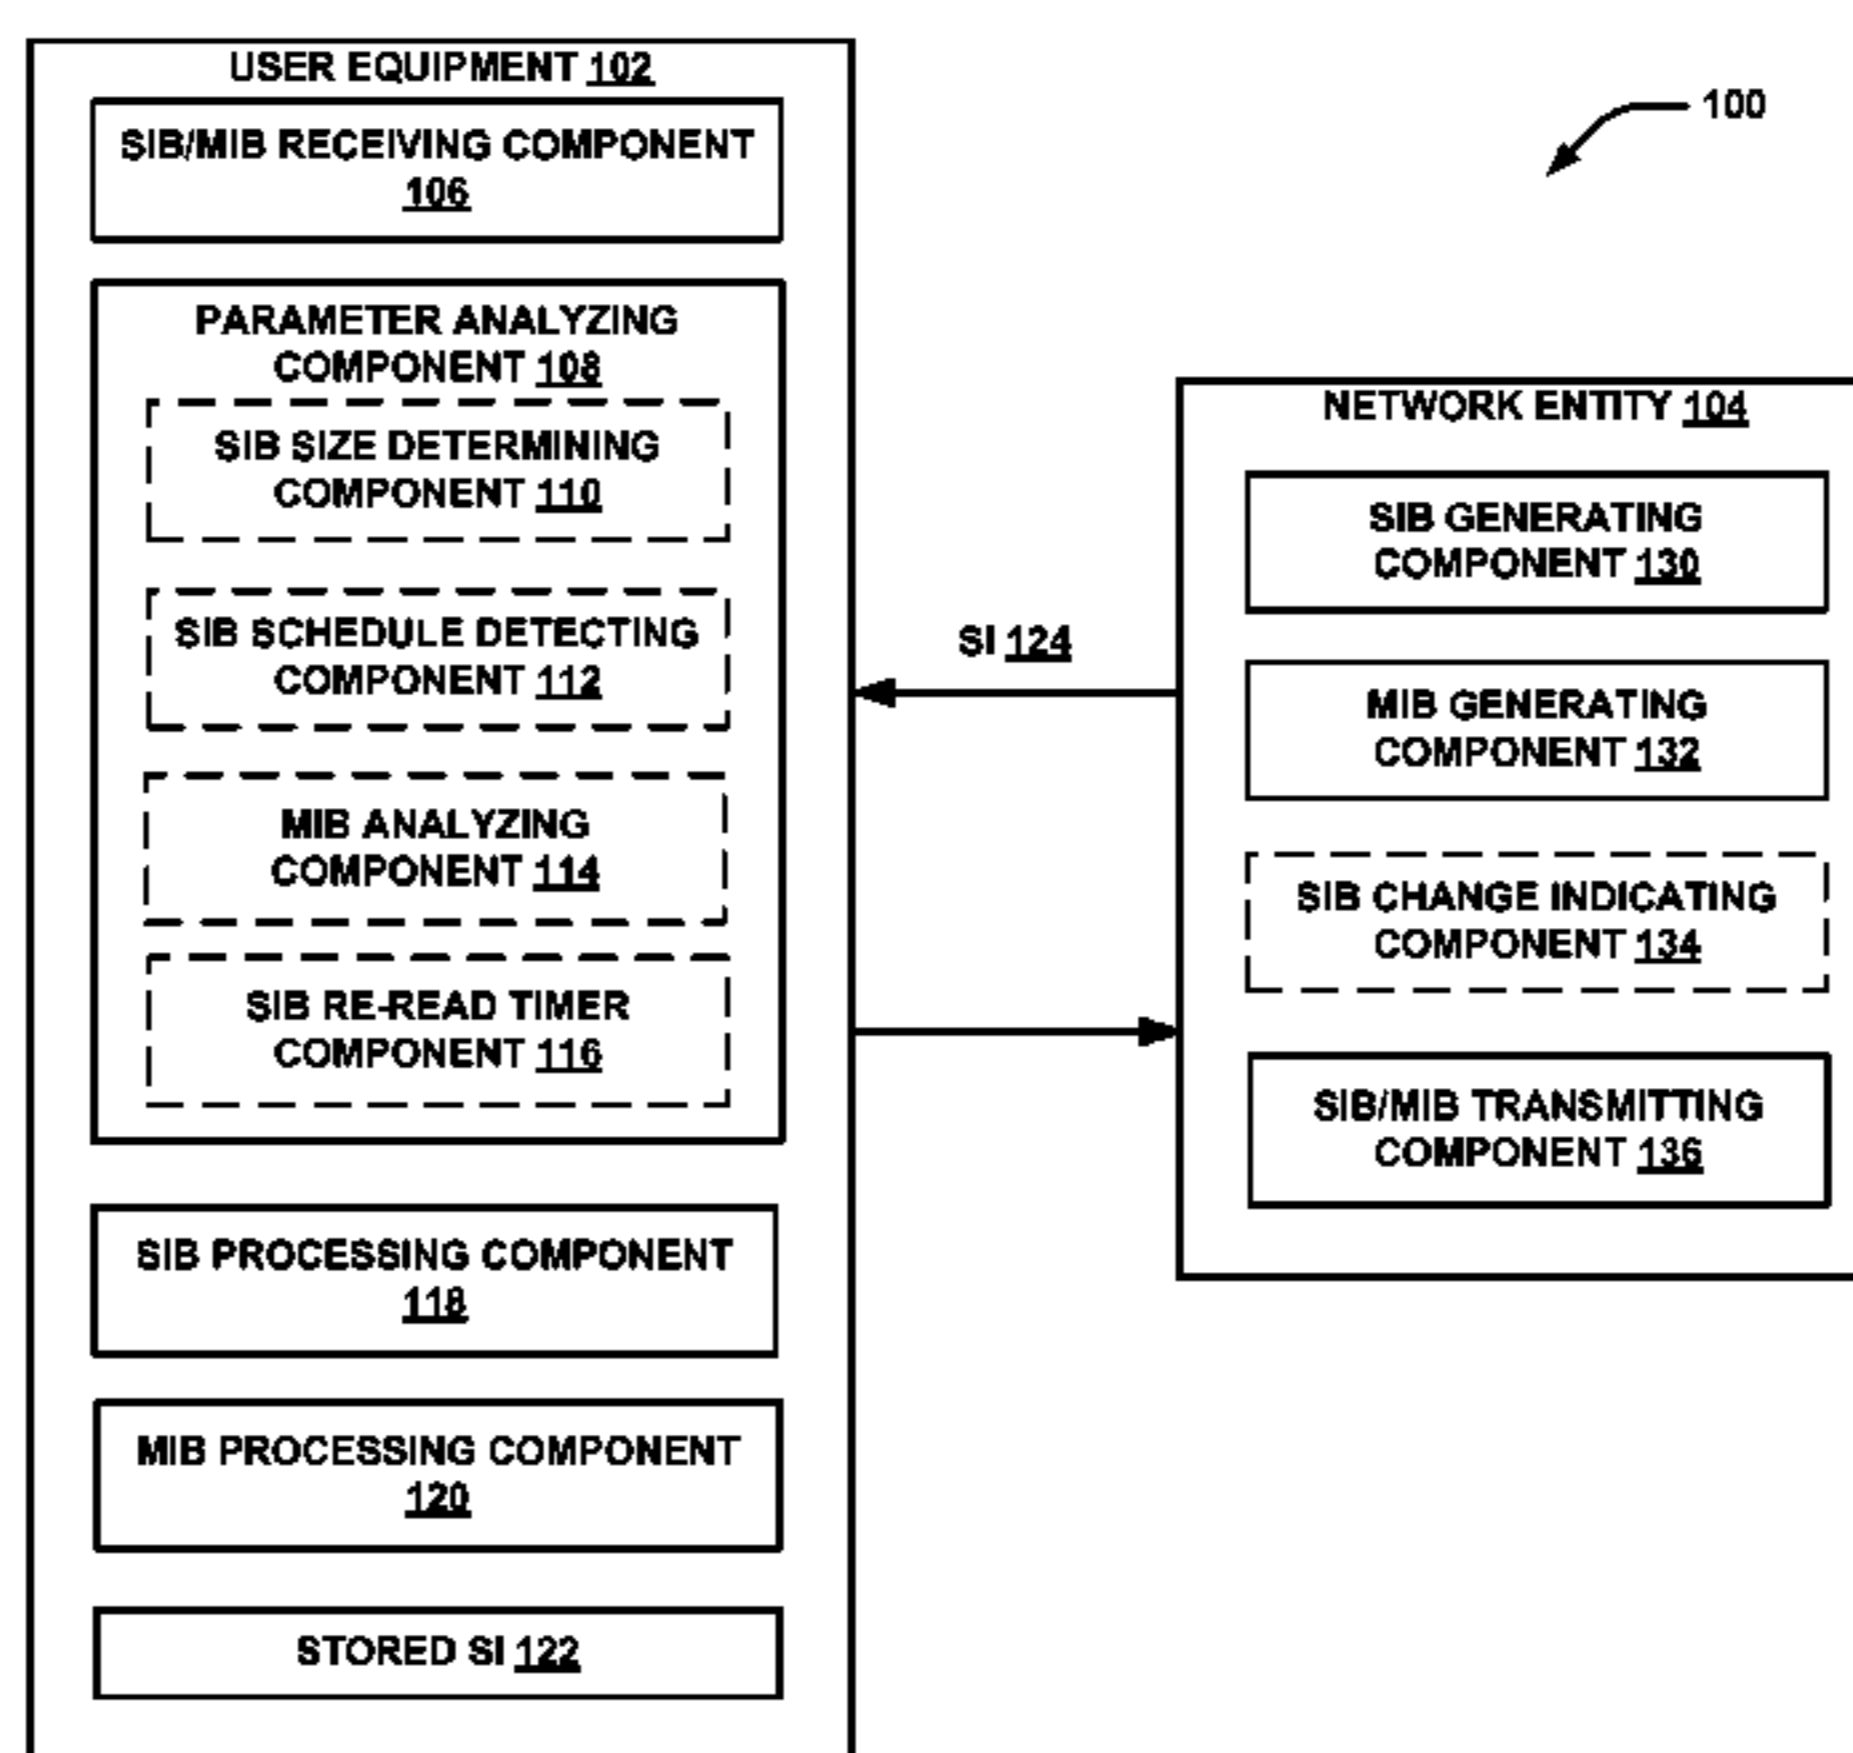 USER EQUIPMENT 102
SIB/MIB RECEIVING COMPONENT
106
PARAMETER ANALYZING
COMPONENT 108
SIB SIZE DETERMINING
COMPONENT 110
SIB SCHEDULE DETECTING
COMPONENT 112
MIB ANALYZING
COMPONENT 114
SIB RE-READ TIMER
COMPONENT 116
SIB PROCESSING COMPONENT
118
MIB PROCESSING COMPONENT
120
STORED SI 122
SI 124
100
NETWORK ENTITY 104
SIB GENERATING
COMPONENT 130
MIB GENERATING
COMPONENT 132
SIB CHANGE INDICATING
COMPONENT 134
SIB/MIB TRANSMITTING
COMPONENT 136